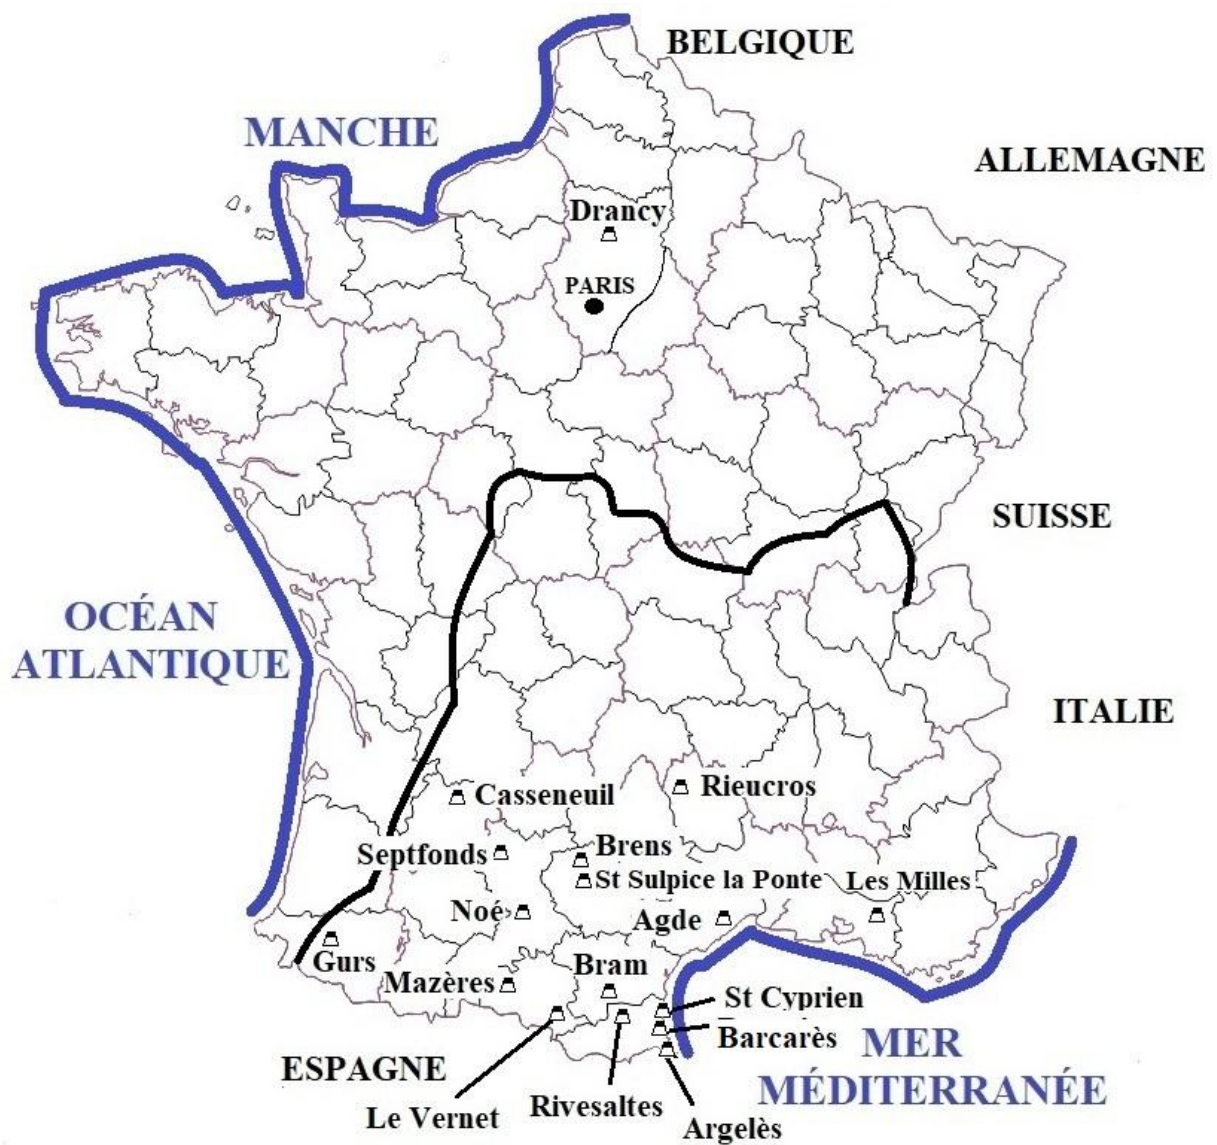 BELGIQUE
MANCHE
ALLEMAGNE
Drancy
PARIS
SUISSE
OCÉAN
ATLANTIQUE
ITALIE
Casseneuil
Rieucros
Septfonds
Brens
St Sulpice la Ponte
Les Milles
Noé
Agde
Gurs
Mazères
Bram
St Cyprien
Barcarès
MER
MÉDITERRANÉE
ESPAGNE
Le Vernet
Rivesaltes
Argelès